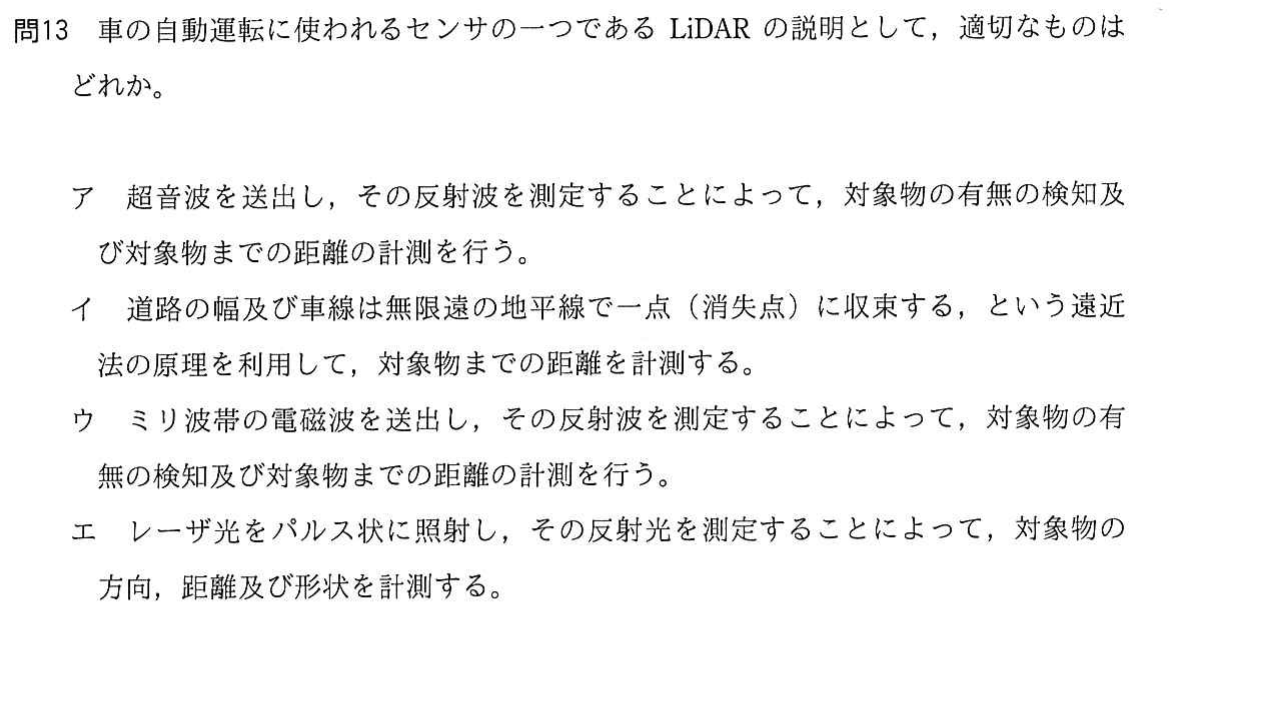 問13　車の自動運転に使われるセンサの一つである LiDAR の説明として，適切なものは
どれか。
ア　超音波を送出し，その反射波を測定することによって，対象物の有無の検知及
び対象物までの距離の計測を行う。
イ　道路の幅及び車線は無限遠の地平線で一点（消失点）に収束する，という遠近
法の原理を利用して，対象物までの距離を計測する。
ウ　ミリ波帯の電磁波を送出し，その反射波を測定することによって，対象物の有
無の検知及び対象物までの距離の計測を行う。
エ　レーザ光をパルス状に照射し，その反射光を測定することによって，対象物の
方向，距離及び形状を計測する。